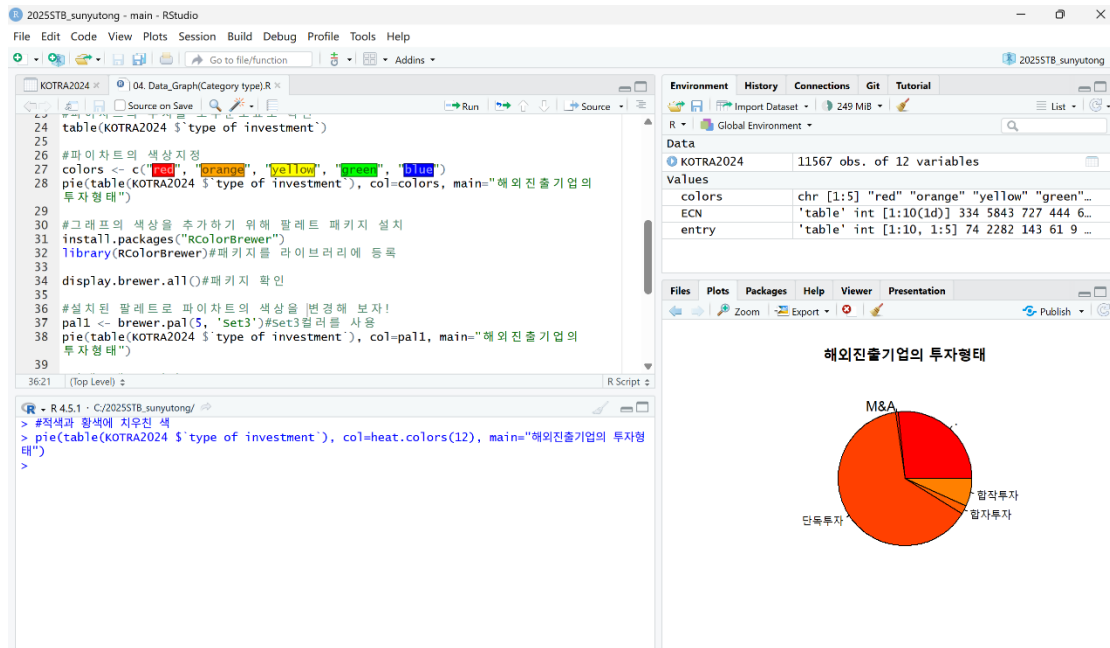 2025STB_sunyutong - main - RStudio
File Edit Code View Plots Session Build Debug Profile Tools Help
Go to file/function
Addins
2025STB_sunyutong
KOTRA2024
04. Data_Graph(Category type).R
Source on Save
Run
Source
24 table(KOTRA2024 $`type of investment`)
25
26 #파이차트의 색상지정
27 colors <- c("red", "orange", "yellow", "green", "blue")
28 pie(table(KOTRA2024 $`type of investment`), col=colors, main="해외진출기업의
투자형태")
29
30 #그래프의 색상을 추가하기 위해 팔레트 패키지 설치
31 install.packages("RColorBrewer")
32 library(RColorBrewer)#패키지를 라이브러리에 등록
33
34 display.brewer.all()#패키지 확인
35
36 #설치된 팔레트로 파이차트의 색상을 변경해 보자!
37 pal1 <- brewer.pal(5, 'Set3')#Set3컬러를 사용
38 pie(table(KOTRA2024 $`type of investment`), col=pal1, main="해외진출기업의
투자형태")
39
36:21 (Top Level) R Script
R 4.5.1 · C:/2025STB_sunyutong/
> #적색과 황색에 치우친 색
> pie(table(KOTRA2024 $`type of investment`), col=heat.colors(12), main="해외진출기업의 투자형
태")
>
Environment History Connections Git Tutorial
Import Dataset 249 MiB List
R Global Environment
Data
KOTRA2024 11567 obs. of 12 variables
Values
colors chr [1:5] "red" "orange" "yellow" "green"…
ECN 'table' int [1:10(1d)] 334 5843 727 444 6…
entry 'table' int [1:10, 1:5] 74 2282 143 61 9 …
Files Plots Packages Help Viewer Presentation
Zoom Export Publish
해외진출기업의 투자형태
M&A
단독투자
합작투자
합자투자